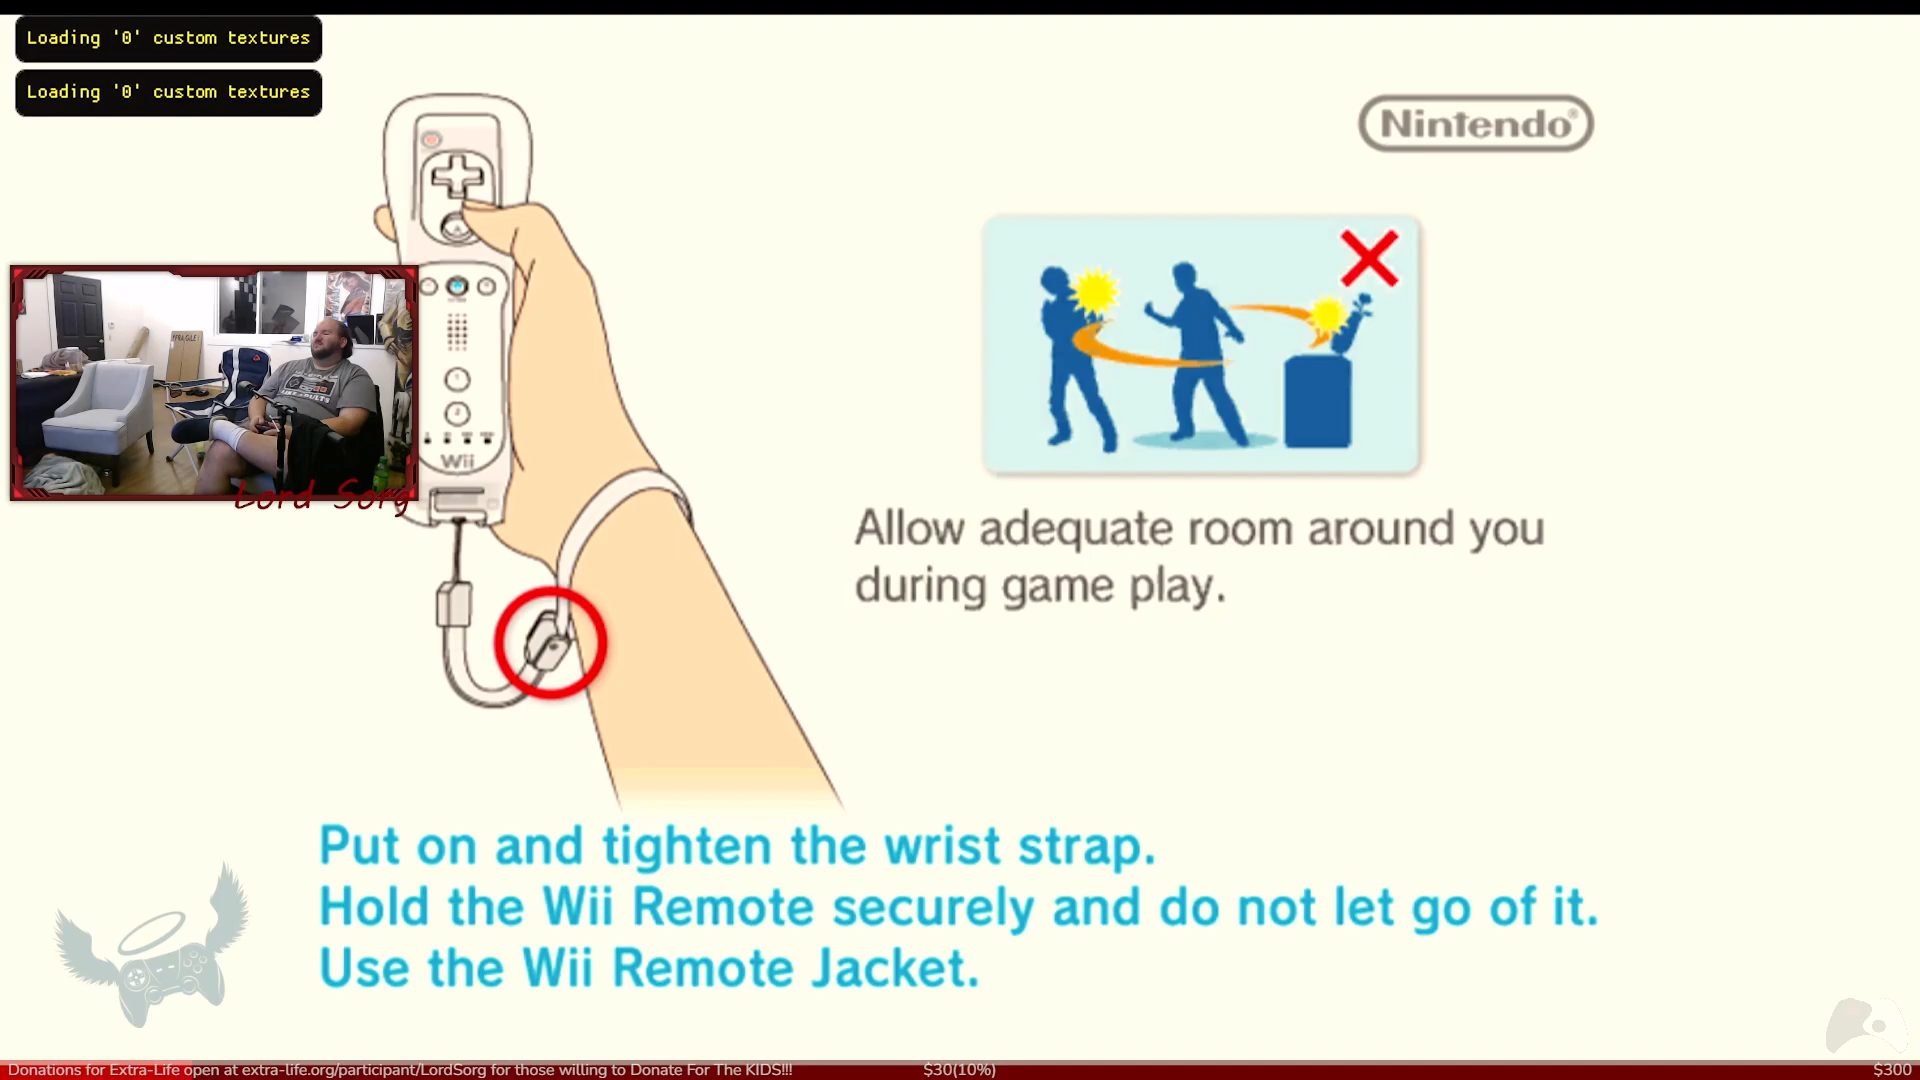 Loading '0' custom textures
Loading '0' custom textures
Nintendo®
Wii
Lord Sorg
Allow adequate room around you
during game play.
Put on and tighten the wrist strap.
Hold the Wii Remote securely and do not let go of it.
Use the Wii Remote Jacket.
Donations for Extra-Life open at extra-life.org/participant/LordSorg for those willing to Donate For The KIDS!!! $30(10%) $300